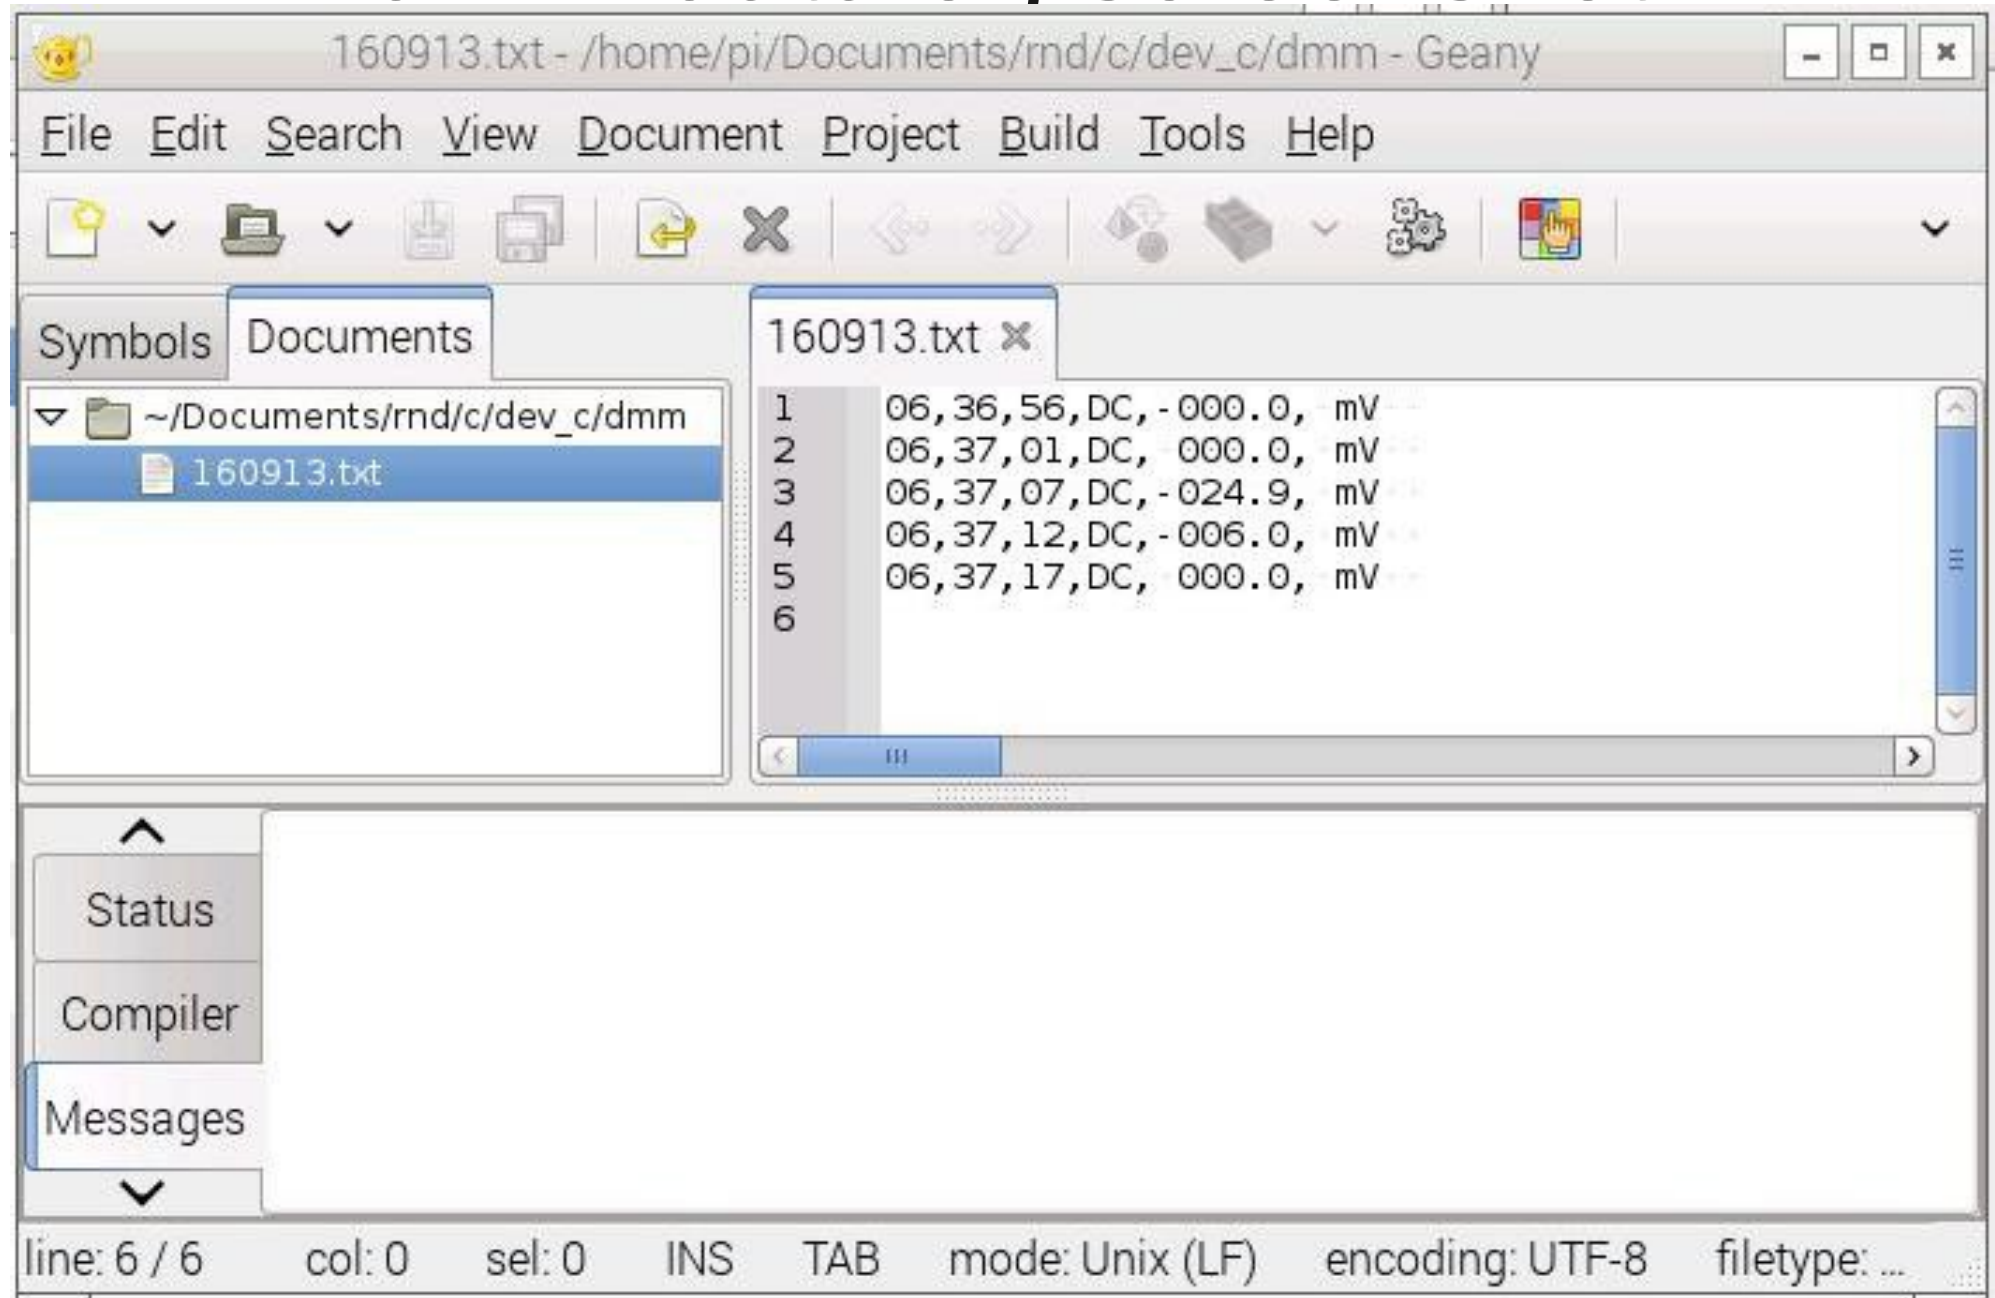 160913.txt - /home/pi/Documents/rnd/c/dev_c/dmm - Geany
File Edit Search View Document Project Build Tools Help
Symbols Documents
160913.txt
~/Documents/rnd/c/dev_c/dmm
160913.txt
1 06,36,56,DC,-000.0, mV
2 06,37,01,DC, 000.0, mV
3 06,37,07,DC,-024.9, mV
4 06,37,12,DC,-006.0, mV
5 06,37,17,DC, 000.0, mV
6
Status
Compiler
Messages
line: 6 / 6 col: 0 sel: 0 INS TAB mode: Unix (LF) encoding: UTF-8 filetype: ...